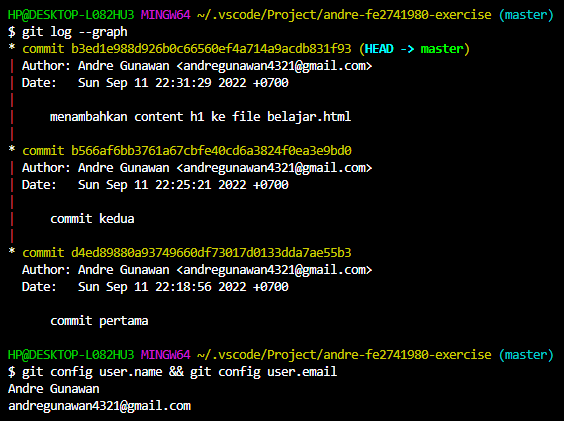 HP@DESKTOP-L082HU3 MINGW64 ~/.vscode/Project/andre-fe2741980-exercise (master)
$ git log --graph
* commit b3ed1e988d926b0c66560ef4a714a9acdb831f93 (HEAD -> master)
| Author: Andre Gunawan <andregunawan4321@gmail.com>
| Date:   Sun Sep 11 22:31:29 2022 +0700
|
|     menambahkan content h1 ke file belajar.html
|
* commit b566af6bb3761a67cbfe40cd6a3824f0ea3e9bd0
| Author: Andre Gunawan <andregunawan4321@gmail.com>
| Date:   Sun Sep 11 22:25:21 2022 +0700
|
|     commit kedua
|
* commit d4ed89880a93749660df73017d0133dda7ae55b3
  Author: Andre Gunawan <andregunawan4321@gmail.com>
  Date:   Sun Sep 11 22:18:56 2022 +0700

      commit pertama

HP@DESKTOP-L082HU3 MINGW64 ~/.vscode/Project/andre-fe2741980-exercise (master)
$ git config user.name && git config user.email
Andre Gunawan
andregunawan4321@gmail.com